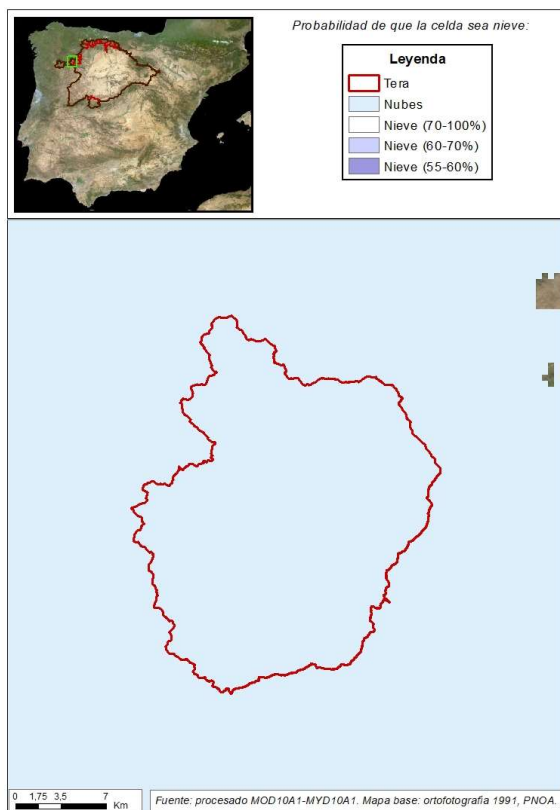 Probabilidad de que la celda sea nieve:
Leyenda
Tera
Nubes
Nieve (70-100%)
Nieve (60-70%)
Nieve (55-60%)
0 1,75 3,5 7
Km
Fuente: procesado MOD10A1-MYD10A1. Mapa base: ortofotografía 1991, PNOA